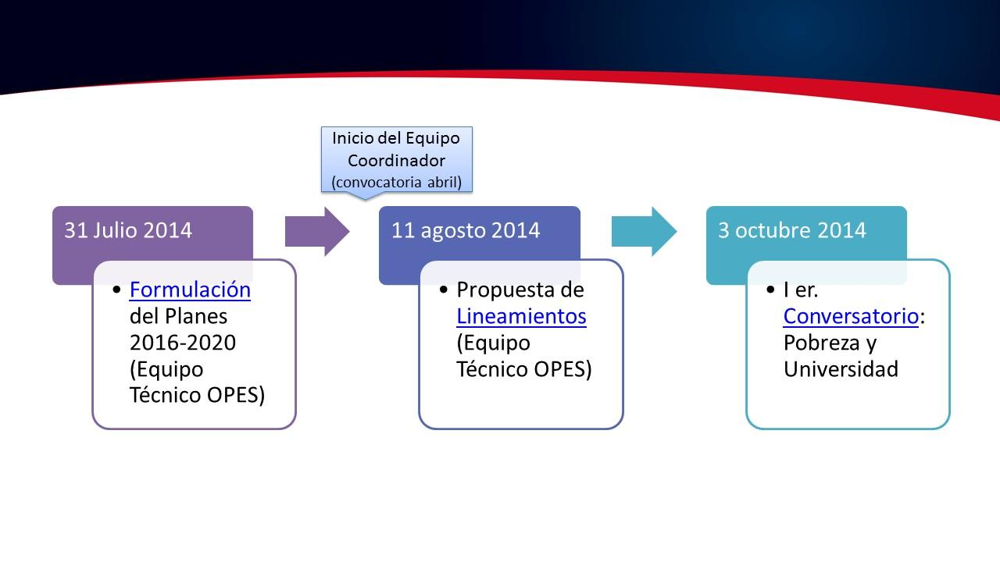 Inicio del Equipo
Coordinador
(convocatoria abril)
31 Julio 2014
• Formulación
del Planes
2016-2020
(Equipo
Técnico OPES)
11 agosto 2014
• Propuesta de
Lineamientos
(Equipo
Técnico OPES)
3 octubre 2014
• I er.
Conversatorio:
Pobreza y
Universidad